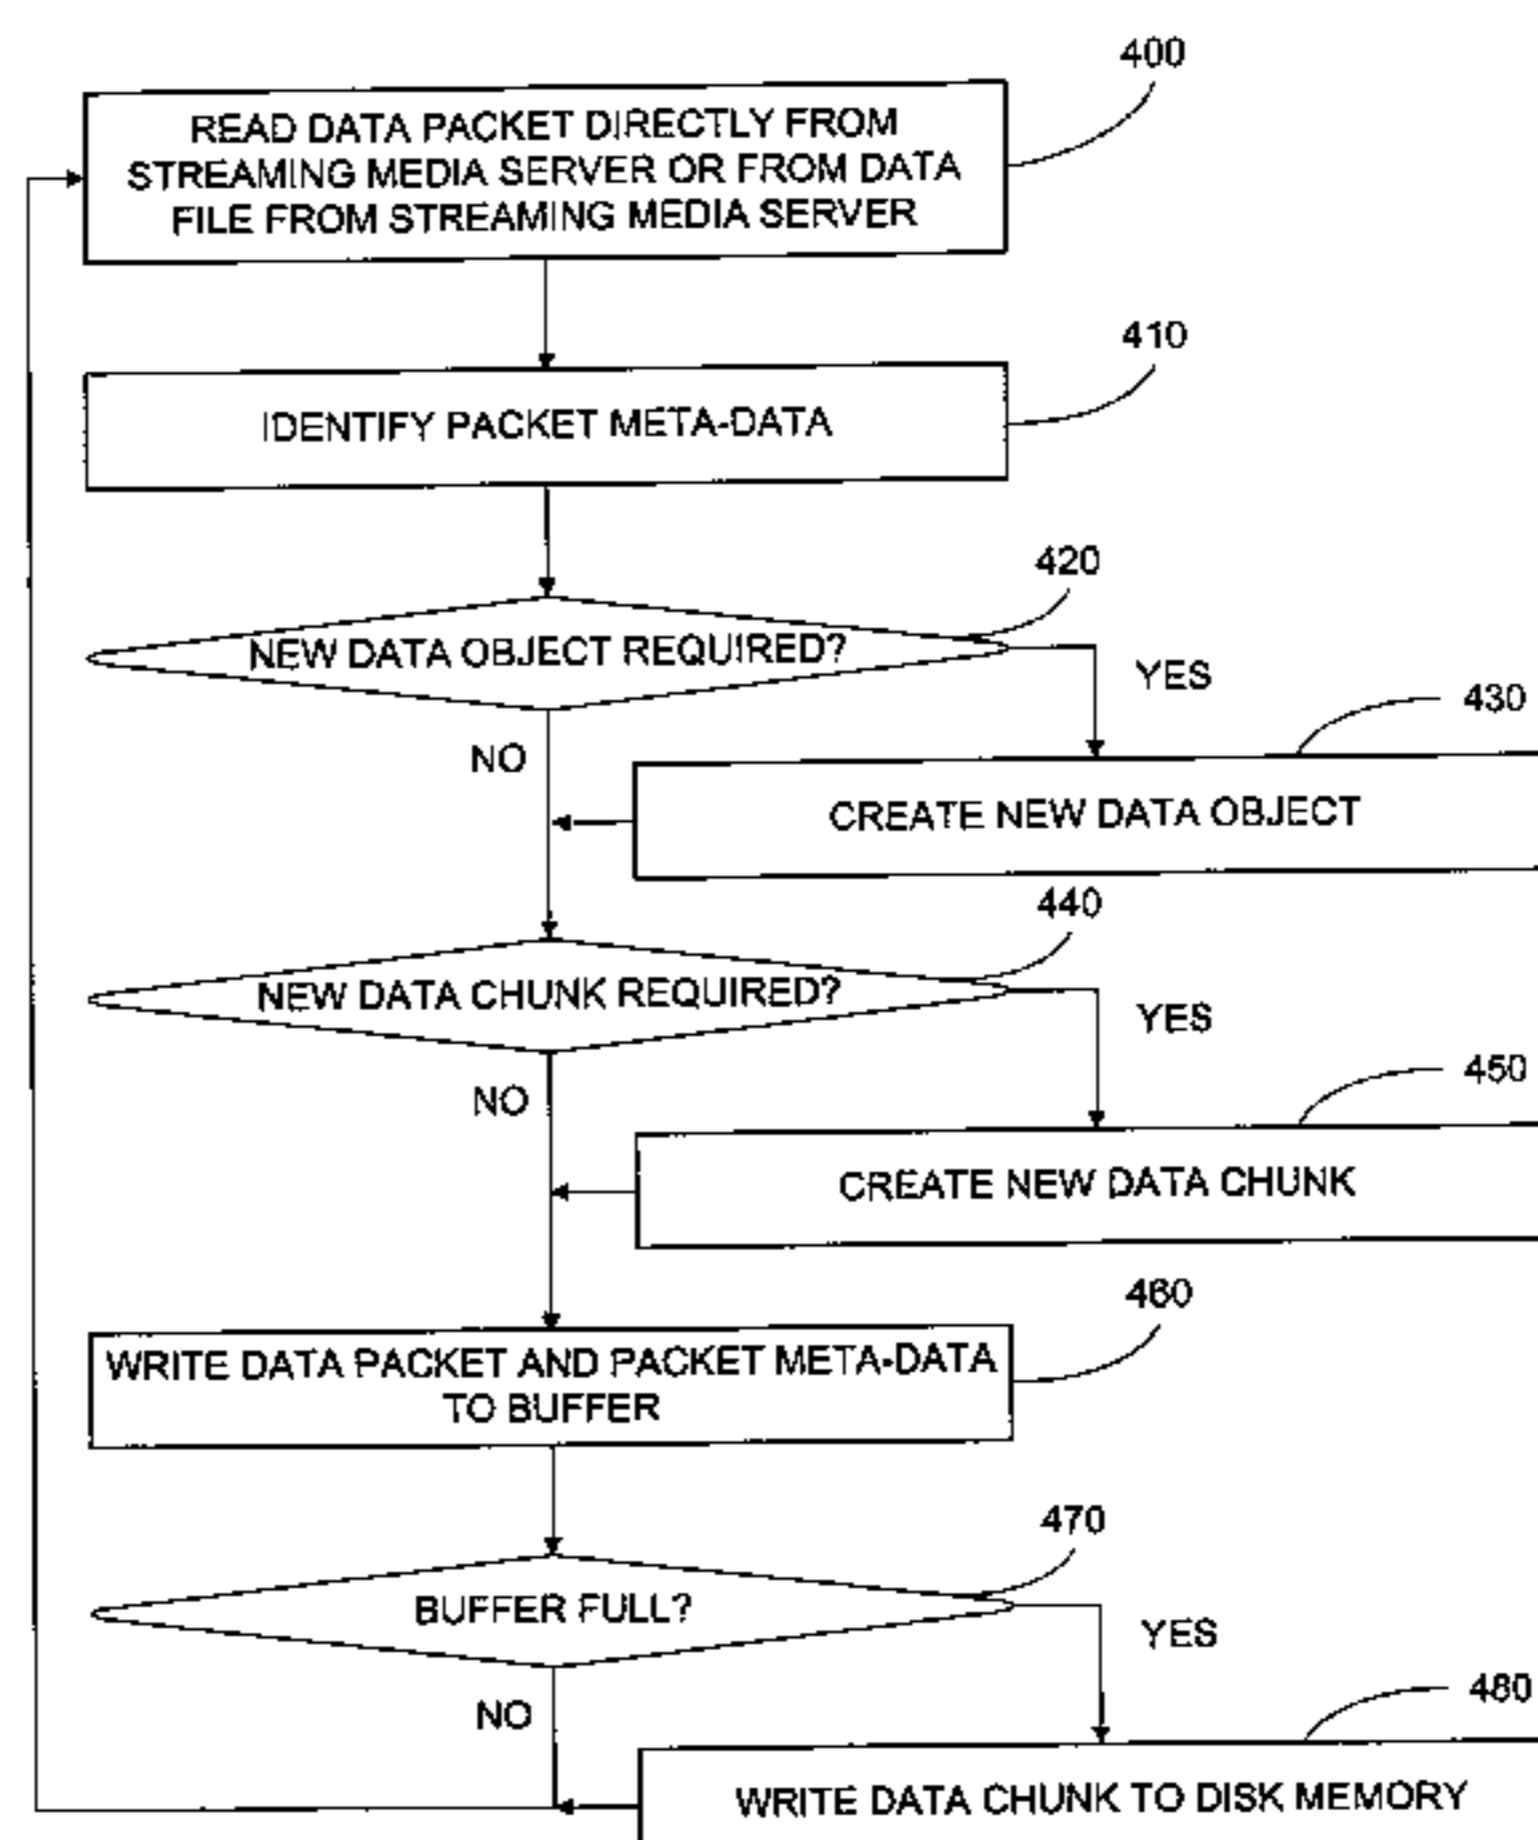 400
READ DATA PACKET DIRECTLY FROM
STREAMING MEDIA SERVER OR FROM DATA
FILE FROM STREAMING MEDIA SERVER
410
IDENTIFY PACKET META-DATA
420
NEW DATA OBJECT REQUIRED?
YES
430
NO
CREATE NEW DATA OBJECT
440
NEW DATA CHUNK REQUIRED?
YES
450
NO
CREATE NEW DATA CHUNK
460
WRITE DATA PACKET AND PACKET META-DATA
TO BUFFER
470
BUFFER FULL?
YES
480
NO
WRITE DATA CHUNK TO DISK MEMORY